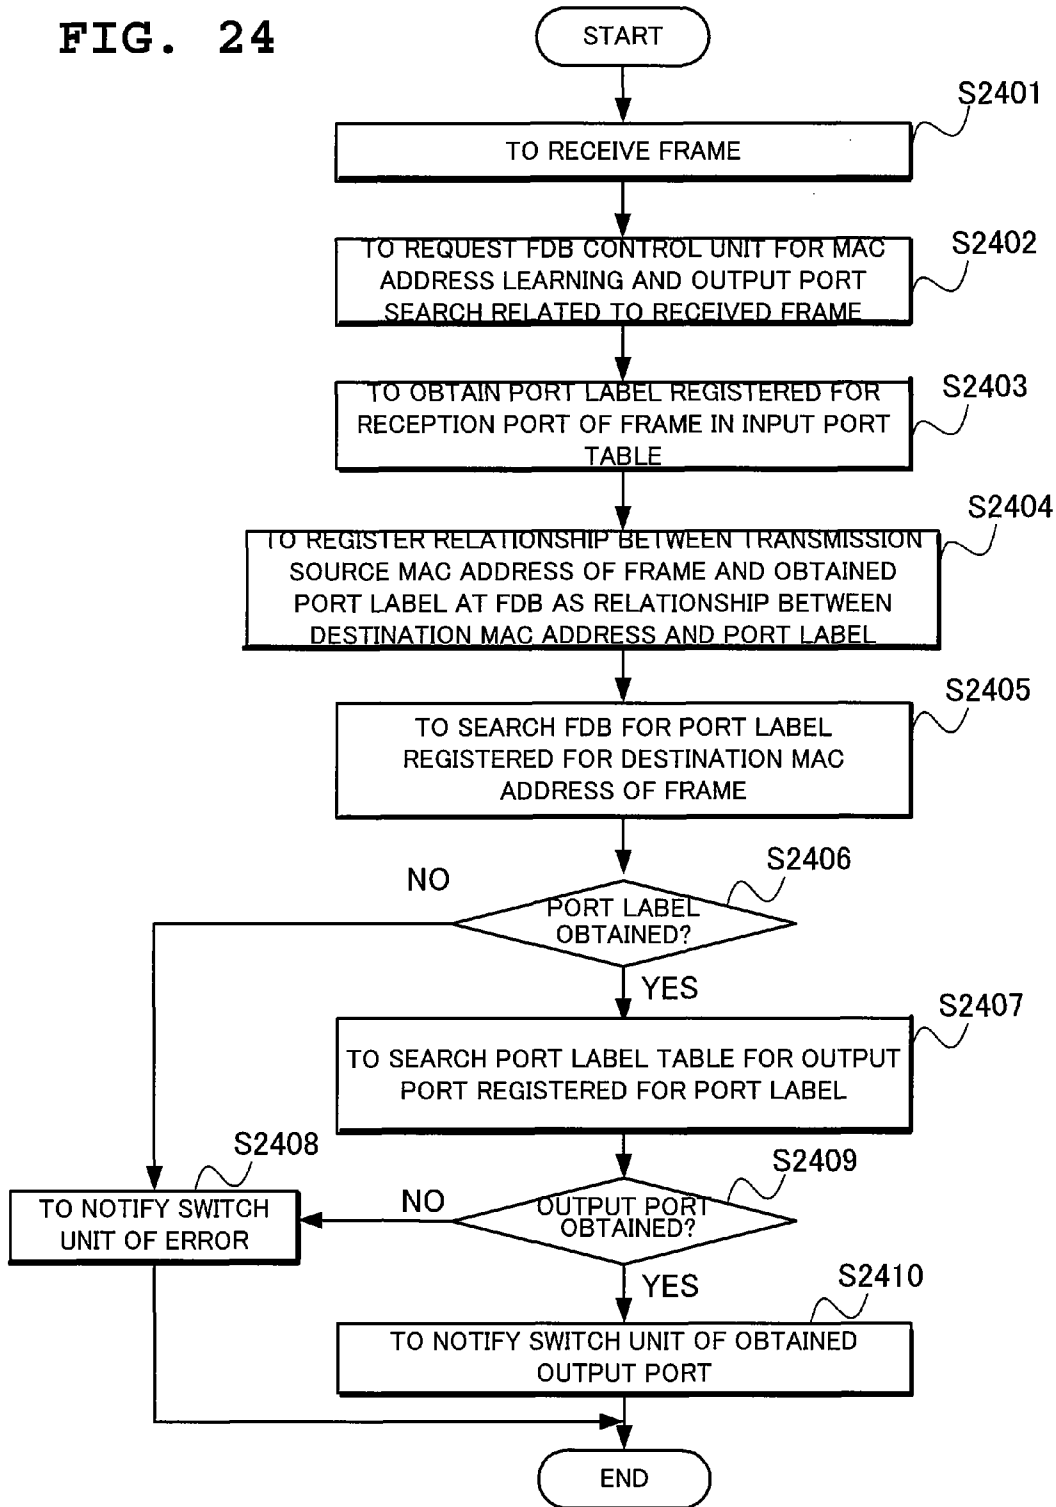 FIG. 24
START
S2401
TO RECEIVE FRAME
S2402
TO REQUEST FDB CONTROL UNIT FOR MAC
ADDRESS LEARNING AND OUTPUT PORT
SEARCH RELATED TO RECEIVED FRAME
S2403
TO OBTAIN PORT LABEL REGISTERED FOR
RECEPTION PORT OF FRAME IN INPUT PORT
TABLE
S2404
TO REGISTER RELATIONSHIP BETWEEN TRANSMISSION
SOURCE MAC ADDRESS OF FRAME AND OBTAINED
PORT LABEL AT FDB AS RELATIONSHIP BETWEEN
DESTINATION MAC ADDRESS AND PORT LABEL
S2405
TO SEARCH FDB FOR PORT LABEL
REGISTERED FOR DESTINATION MAC
ADDRESS OF FRAME
S2406
NO
PORT LABEL
OBTAINED?
YES
S2407
TO SEARCH PORT LABEL TABLE FOR OUTPUT
PORT REGISTERED FOR PORT LABEL
S2408
TO NOTIFY SWITCH
UNIT OF ERROR
S2409
NO
OUTPUT PORT
OBTAINED?
YES
S2410
TO NOTIFY SWITCH UNIT OF OBTAINED
OUTPUT PORT
END